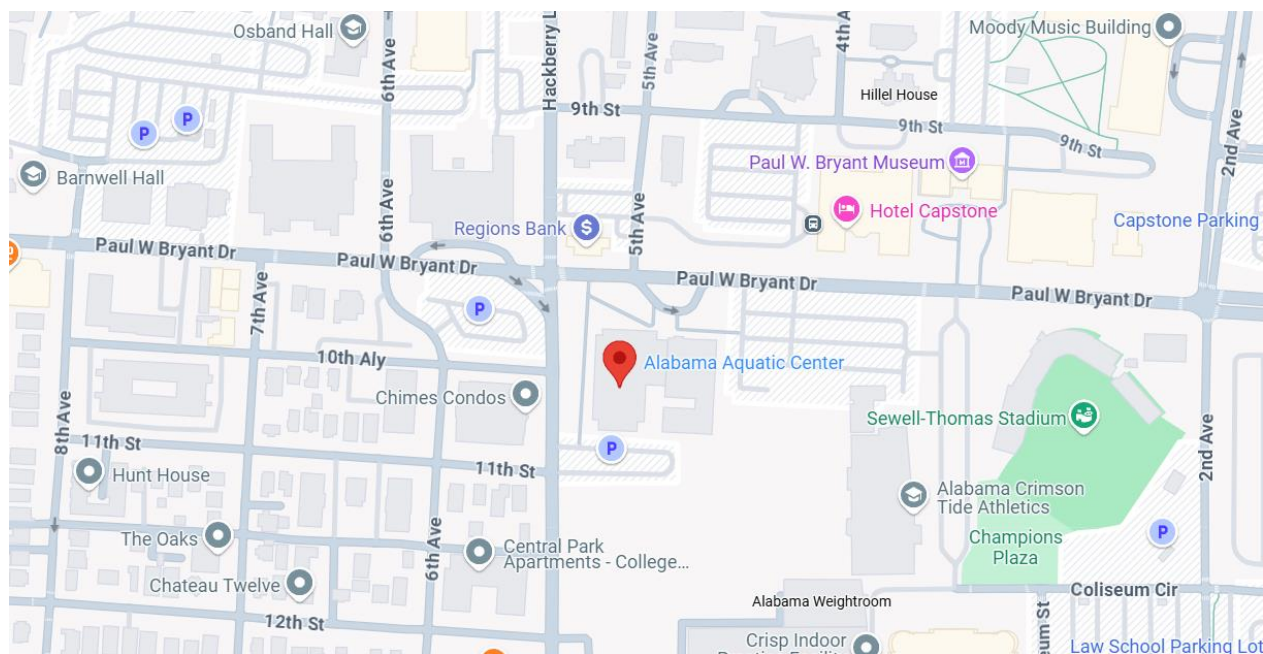 Osband Hall
6th Ave
Hackberry L
5th Ave
4th A
Moody Music Building
Hillel House
2nd Ave
9th St
9th St
9th St
P
P
Barnwell Hall
Paul W. Bryant Museum
6th Ave
5th Ave
Regions Bank
$
Hotel Capstone
Capstone Parking
Paul W Bryant Dr
Paul W Bryant Dr
Paul W Bryant Dr
Paul W Bryant Dr
7th Ave
P
10th Aly
Alabama Aquatic Center
Chimes Condos
8th Ave
Sewell-Thomas Stadium
2nd Ave
11th St
P
11th St
Hunt House
Alabama Crimson
Tide Athletics
The Oaks
6th Ave
Central Park
Apartments - College...
Champions
Plaza
P
Chateau Twelve
Coliseum Cir
Alabama Weightroom
12th St
Crisp Indoor
eum St
Law School Parking Lot